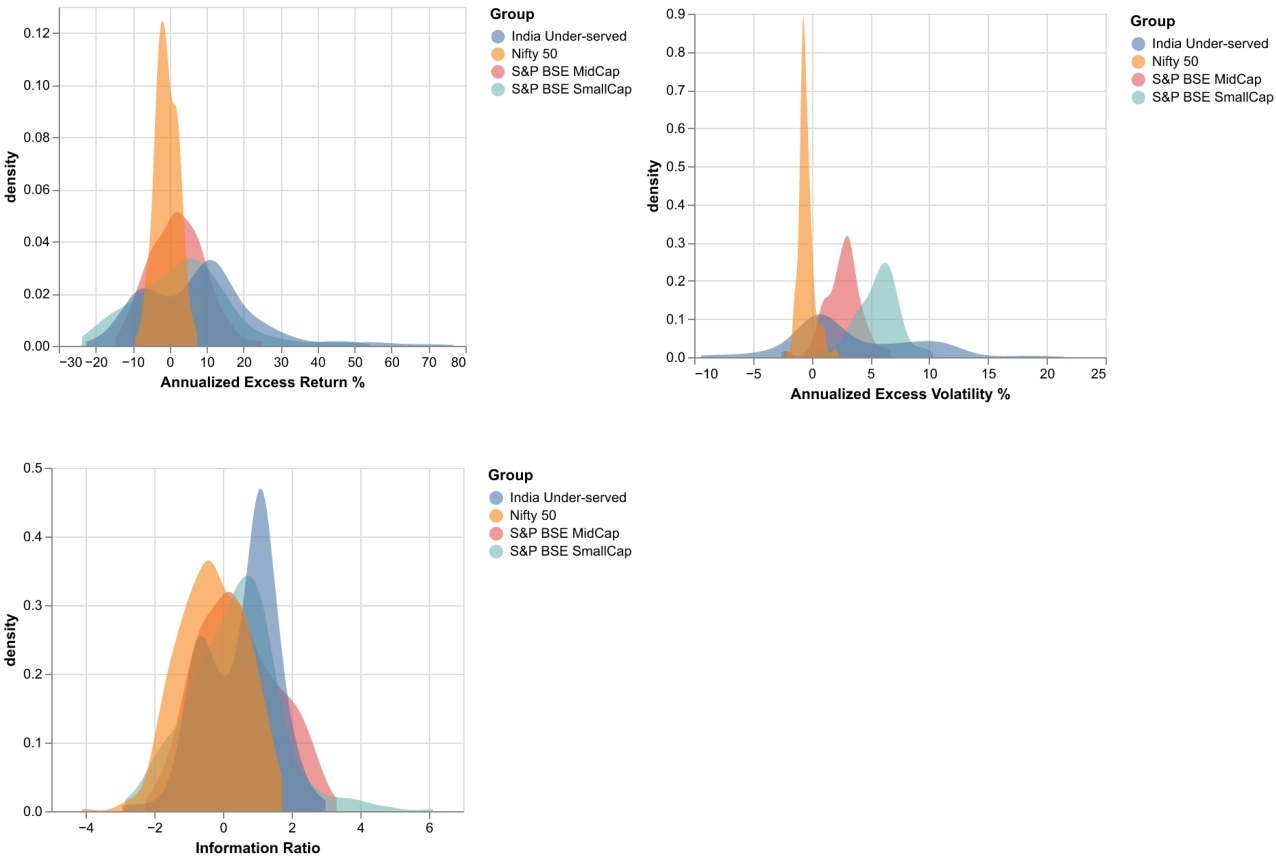 density
0.12
0.10
0.08
0.06
0.04
0.02
0.00
−30 −20 −10 0 10 20 30 40 50 60 70 80
Annualized Excess Return %
Group
India Under-served
Nifty 50
S&P BSE MidCap
S&P BSE SmallCap
density
0.9
0.8
0.7
0.6
0.5
0.4
0.3
0.2
0.1
0.0
−10 −5 0 5 10 15 20 25
Annualized Excess Volatility %
Group
India Under-served
Nifty 50
S&P BSE MidCap
S&P BSE SmallCap
density
0.5
0.4
0.3
0.2
0.1
0.0
−4 −2 0 2 4 6
Information Ratio
Group
India Under-served
Nifty 50
S&P BSE MidCap
S&P BSE SmallCap